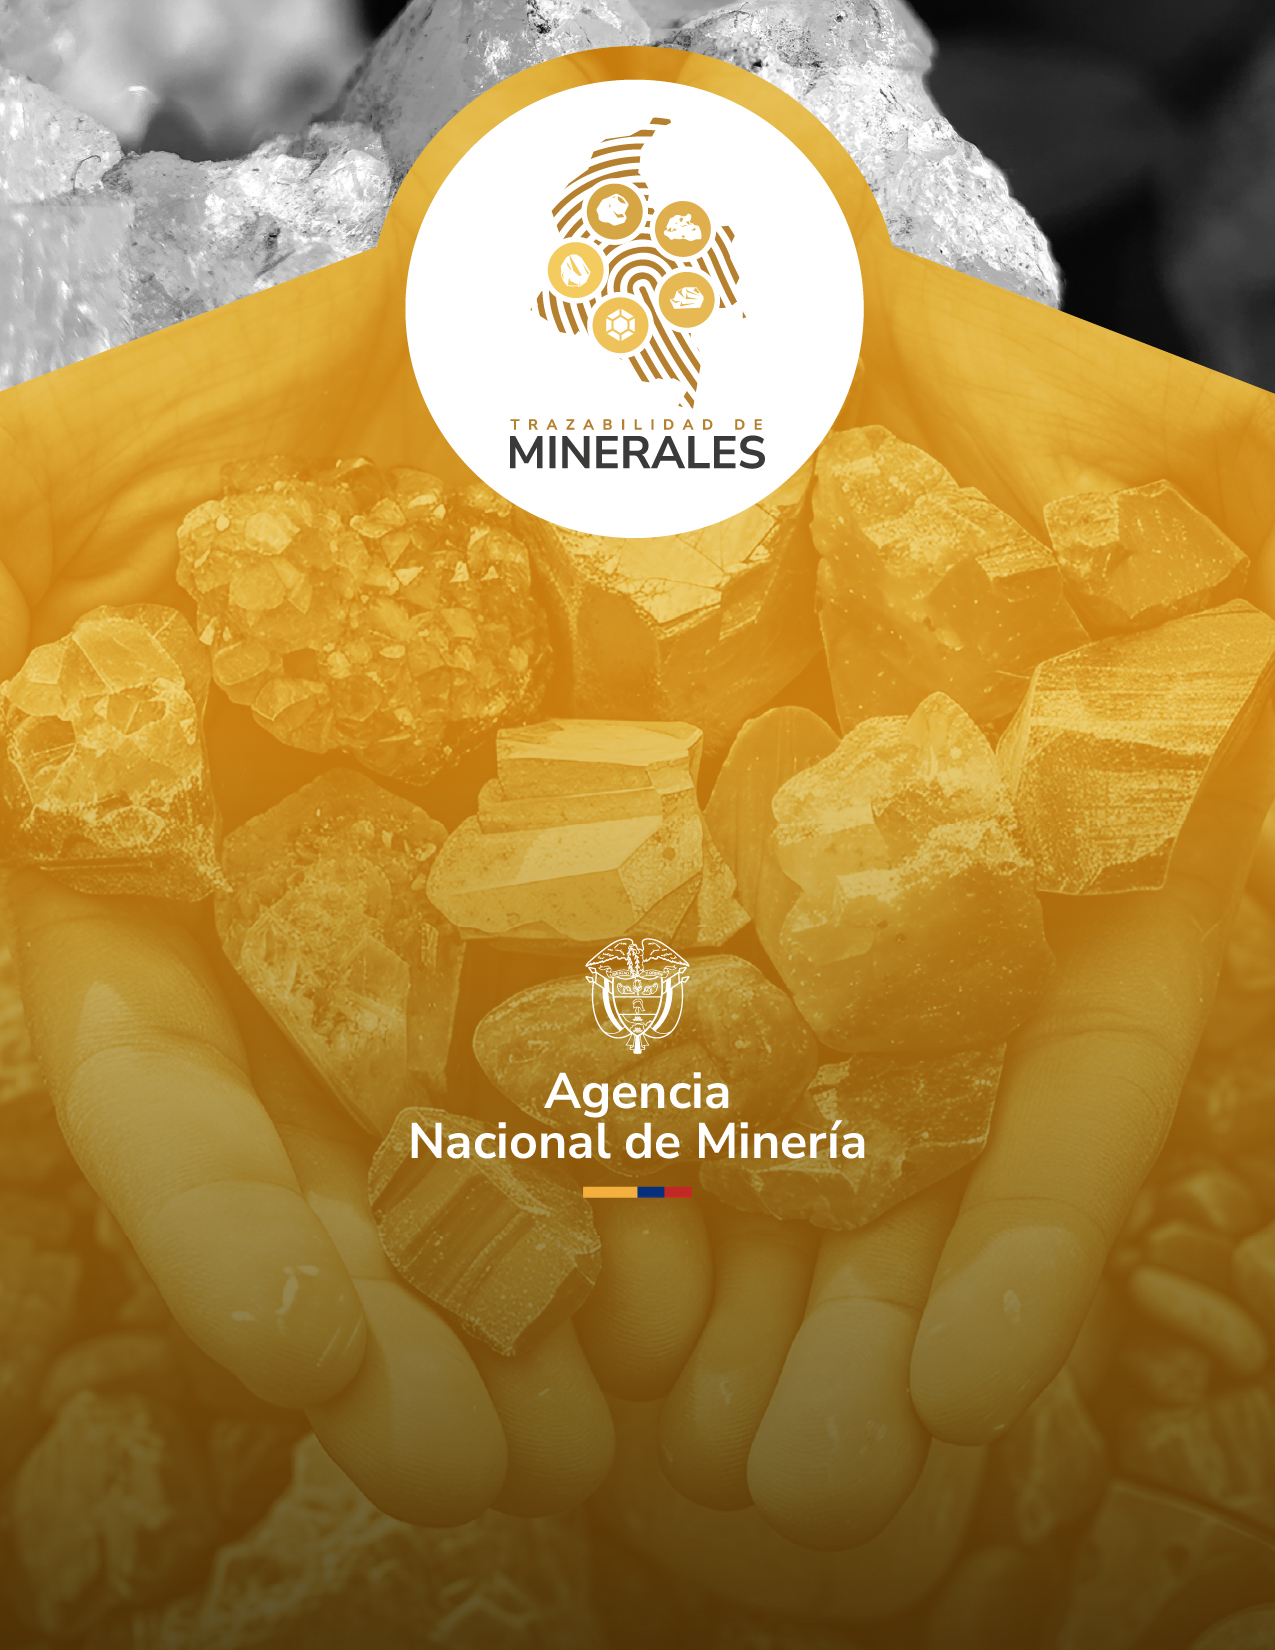 TRAZABILIDAD DE
MINERALES
Agencia
Nacional de Minería